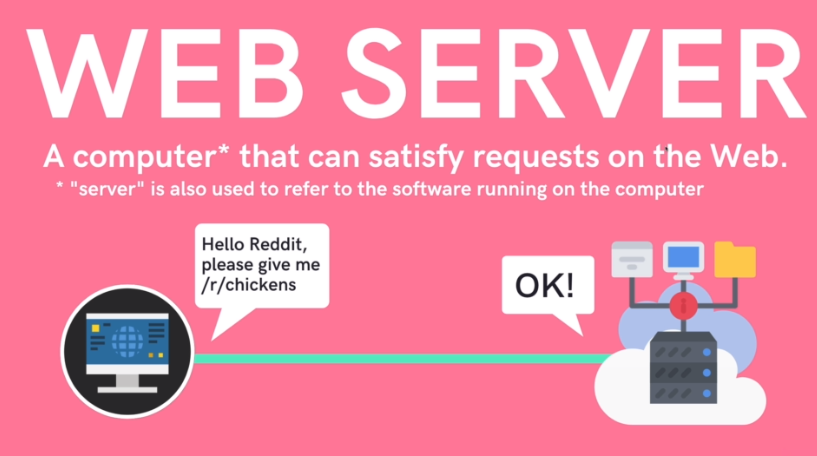 WEB SERVER
A computer* that can satisfy requests on the Web.
* "server" is also used to refer to the software running on the computer
Hello Reddit,
please give me
/r/chickens
OK!